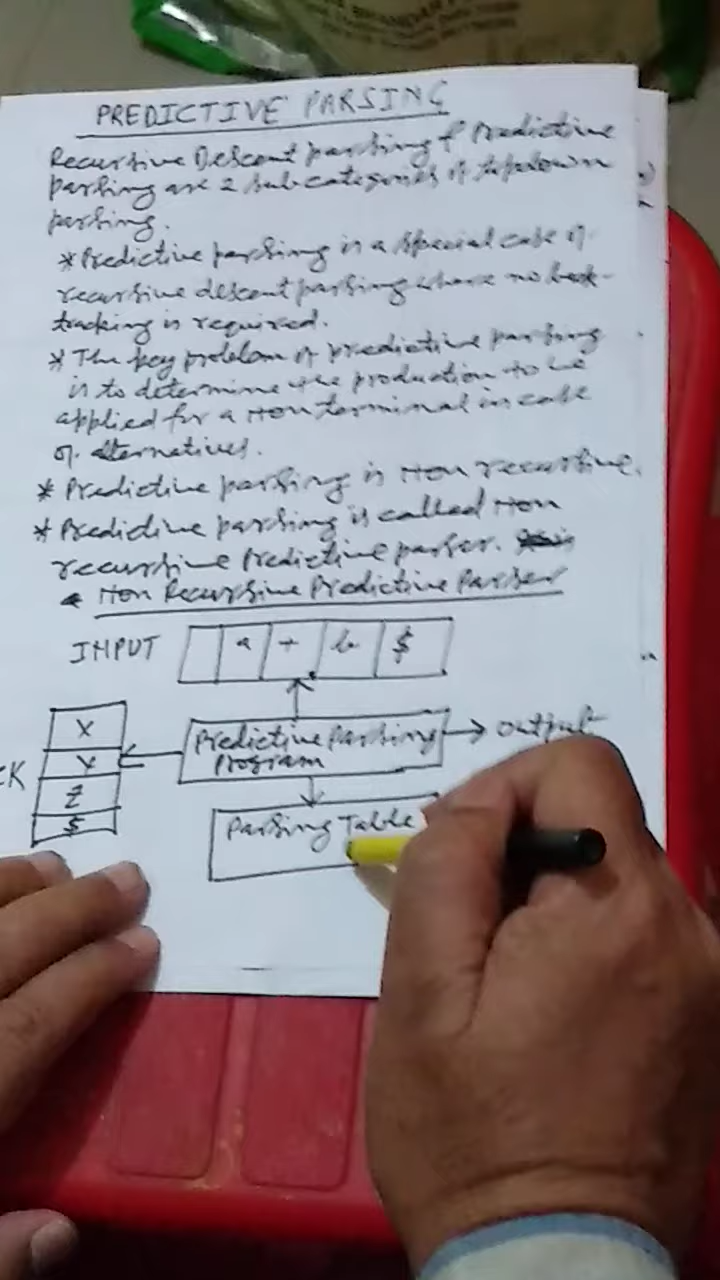 BHANDAR
PREDICTIVE PARSING
Recursive Descent parsing & Predictive
parsing are 2 subcategories of topdown
parsing.
* Predictive parsing is a special case of
recursive descent parsing where no back-
tracking is required.
* The key problem of predictive parsing
is to determine the production to be
applied for a Non terminal in case
of alternatives.
* Predictive parsing is Non recursive.
* Predictive parsing is called Non
recursive Predictive parser.
Non Recursive Predictive Parser
INPUT a + b $
X
Predictive Parsing → output
Program
CK Y
Z
$
Parsing Table